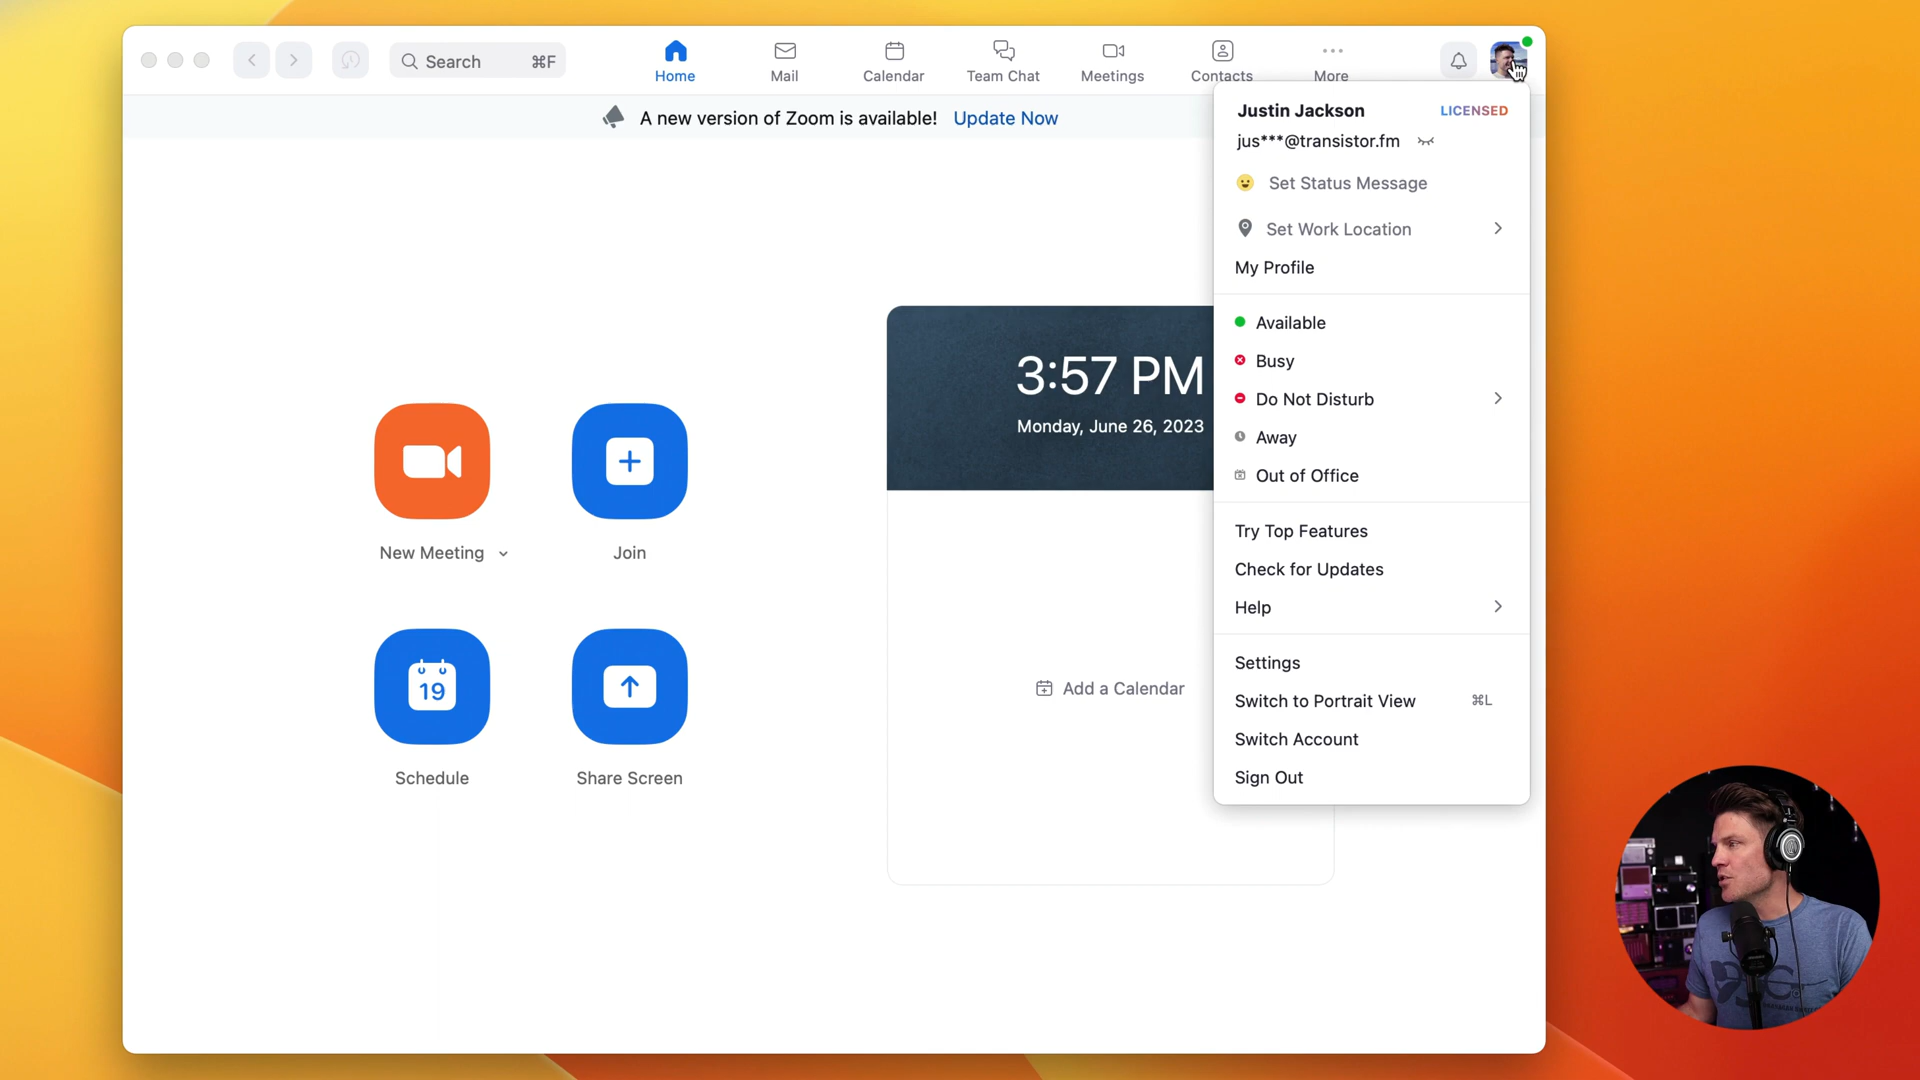 Search ⌘F
Home
Mail
Calendar
Team Chat
Meetings
Contacts
More
A new version of Zoom is available! Update Now
Justin Jackson LICENSED
jus***@transistor.fm
Set Status Message
Set Work Location
My Profile
Available
Busy
Do Not Disturb
Away
Out of Office
Try Top Features
Check for Updates
Help
Settings
Switch to Portrait View ⌘L
Switch Account
Sign Out
3:57 PM
Monday, June 26, 2023
Add a Calendar
New Meeting
Join
19
Schedule
Share Screen